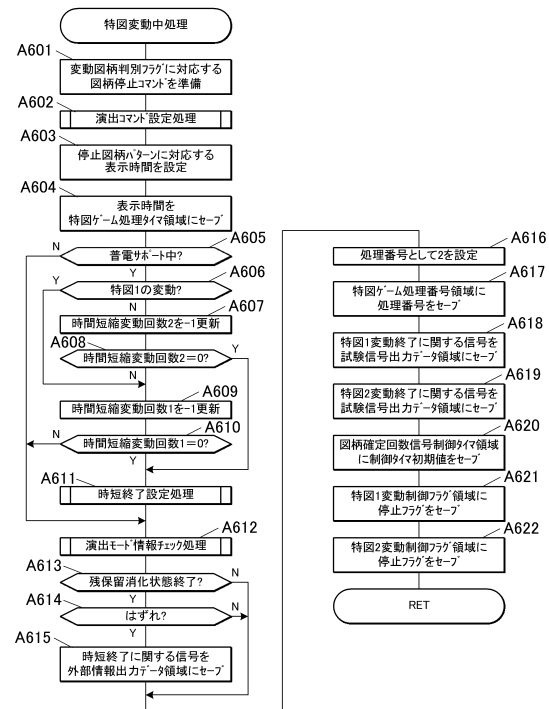 特図変動中処理
A601
変動図柄判別フラグに対応する
図柄停止コマンドを準備
A602
演出コマンド設定処理
A603
停止図柄パターンに対応する
表示時間を設定
A604
表示時間を
特図ゲーム処理タイマ領域にセーブ
A605
普電サポート中?
N
Y
A606
特図1の変動?
Y
N
A607
時間短縮変動回数2を-1更新
A608
時間短縮変動回数2=0?
Y
N
A609
時間短縮変動回数1を-1更新
A610
時間短縮変動回数1=0?
N
Y
A611
時短終了設定処理
A612
演出モード情報チェック処理
A613
残保留消化状態終了?
N
Y
A614
はずれ?
N
Y
A615
時短終了に関する信号を
外部情報出力データ領域にセーブ
A616
処理番号として2を設定
A617
特図ゲーム処理番号領域に
処理番号をセーブ
A618
特図1変動終了に関する信号を
試験信号出力データ領域にセーブ
A619
特図2変動終了に関する信号を
試験信号出力データ領域にセーブ
A620
図柄確定回数信号制御タイマ領域
に制御タイマ初期値をセーブ
A621
特図1変動制御フラグ領域に
停止フラグをセーブ
A622
特図2変動制御フラグ領域に
停止フラグをセーブ
RET